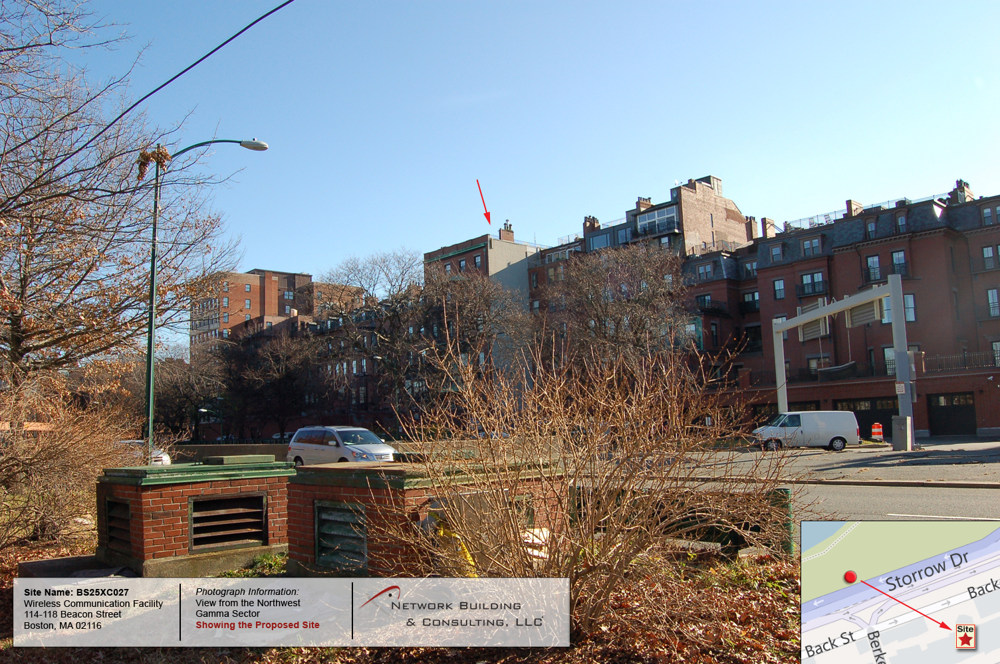 Site Name: BS25XC027
Wireless Communication Facility
114-118 Beacon Street
Boston, MA 02116
Photograph Information:
View from the Northwest
Gamma Sector
Showing the Proposed Site
Network Building
& Consulting, LLC
Storrow Dr
Back
Back St
Berk
Site